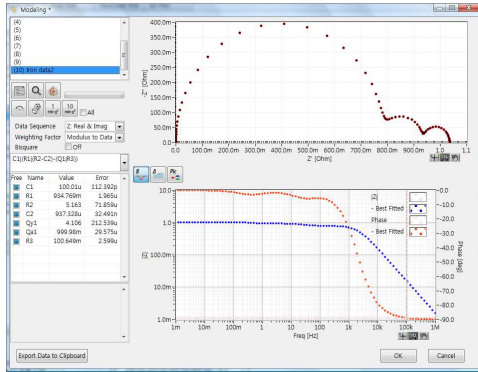 Modeling *
(4)
(5)
(6)
(7)
(8)
(9)
(10) Iron data2
1
10
All
Data Sequence Z: Real & Imag
Weighting Factor Modulus to Data
Bisquare Off
C1(R1)(R2-C2)-(Q1(R3))
Free Name Value Error
C1 100.01u 112.392p
R1 934.769m 1.965u
R2 5.163 71.859u
C2 937.328u 32.491n
Qy1 4.106 212.539u
Qa1 999.98m 29.575u
R3 100.649m 2.599u
Export Data to Clipboard
-Z" [Ohm]
400.0m
350.0m
300.0m
250.0m
200.0m
150.0m
100.0m
50.0m
0.0
0.0 100.0m 200.0m 300.0m 400.0m 500.0m 600.0m 700.0m 800.0m 900.0m 1.0 1.1
Z' [Ohm]
|Z| [Ohm]
10.0
1.0
100.0m
10.0m
1.0m
|Z|
- Best Fitted
Phase
- Best Fitted
-0.0
-10.0
-20.0
-30.0
-40.0
-50.0
-60.0
-70.0
-80.0
-90.0
Phase [deg]
1m 10m 100m 1 10 100 1k 10k 100k 1M
Freq [Hz]
OK Cancel